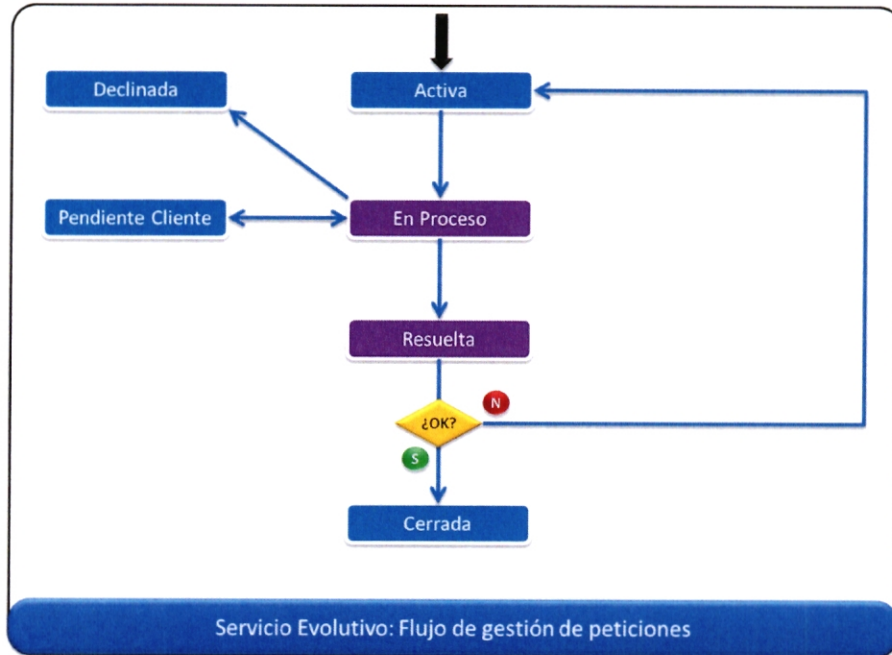 Declinada
Activa
Pendiente Cliente
En Proceso
Resuelta
¿OK?
N
S
Cerrada
Servicio Evolutivo: Flujo de gestión de peticiones